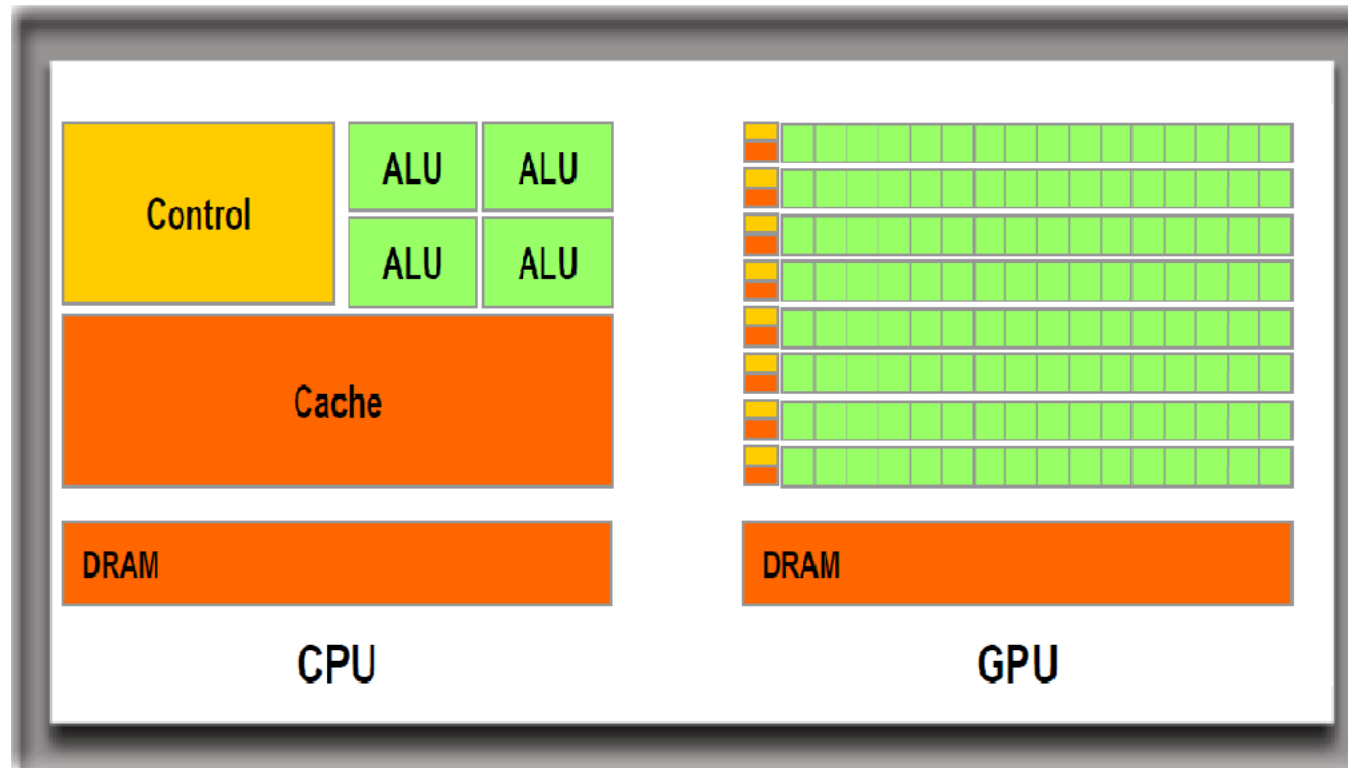 Control
ALU ALU
ALU ALU
Cache
DRAM
CPU
DRAM
GPU